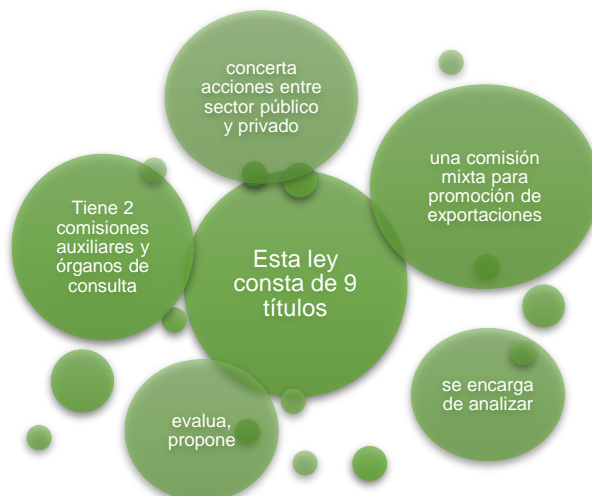 concerta
acciones entre
sector público
y privado
una comisión
mixta para
promoción de
exportaciones
Tiene 2
comisiones
auxiliares y
órganos de
consulta
Esta ley
consta de 9
títulos
se encarga
de analizar
evalua,
propone